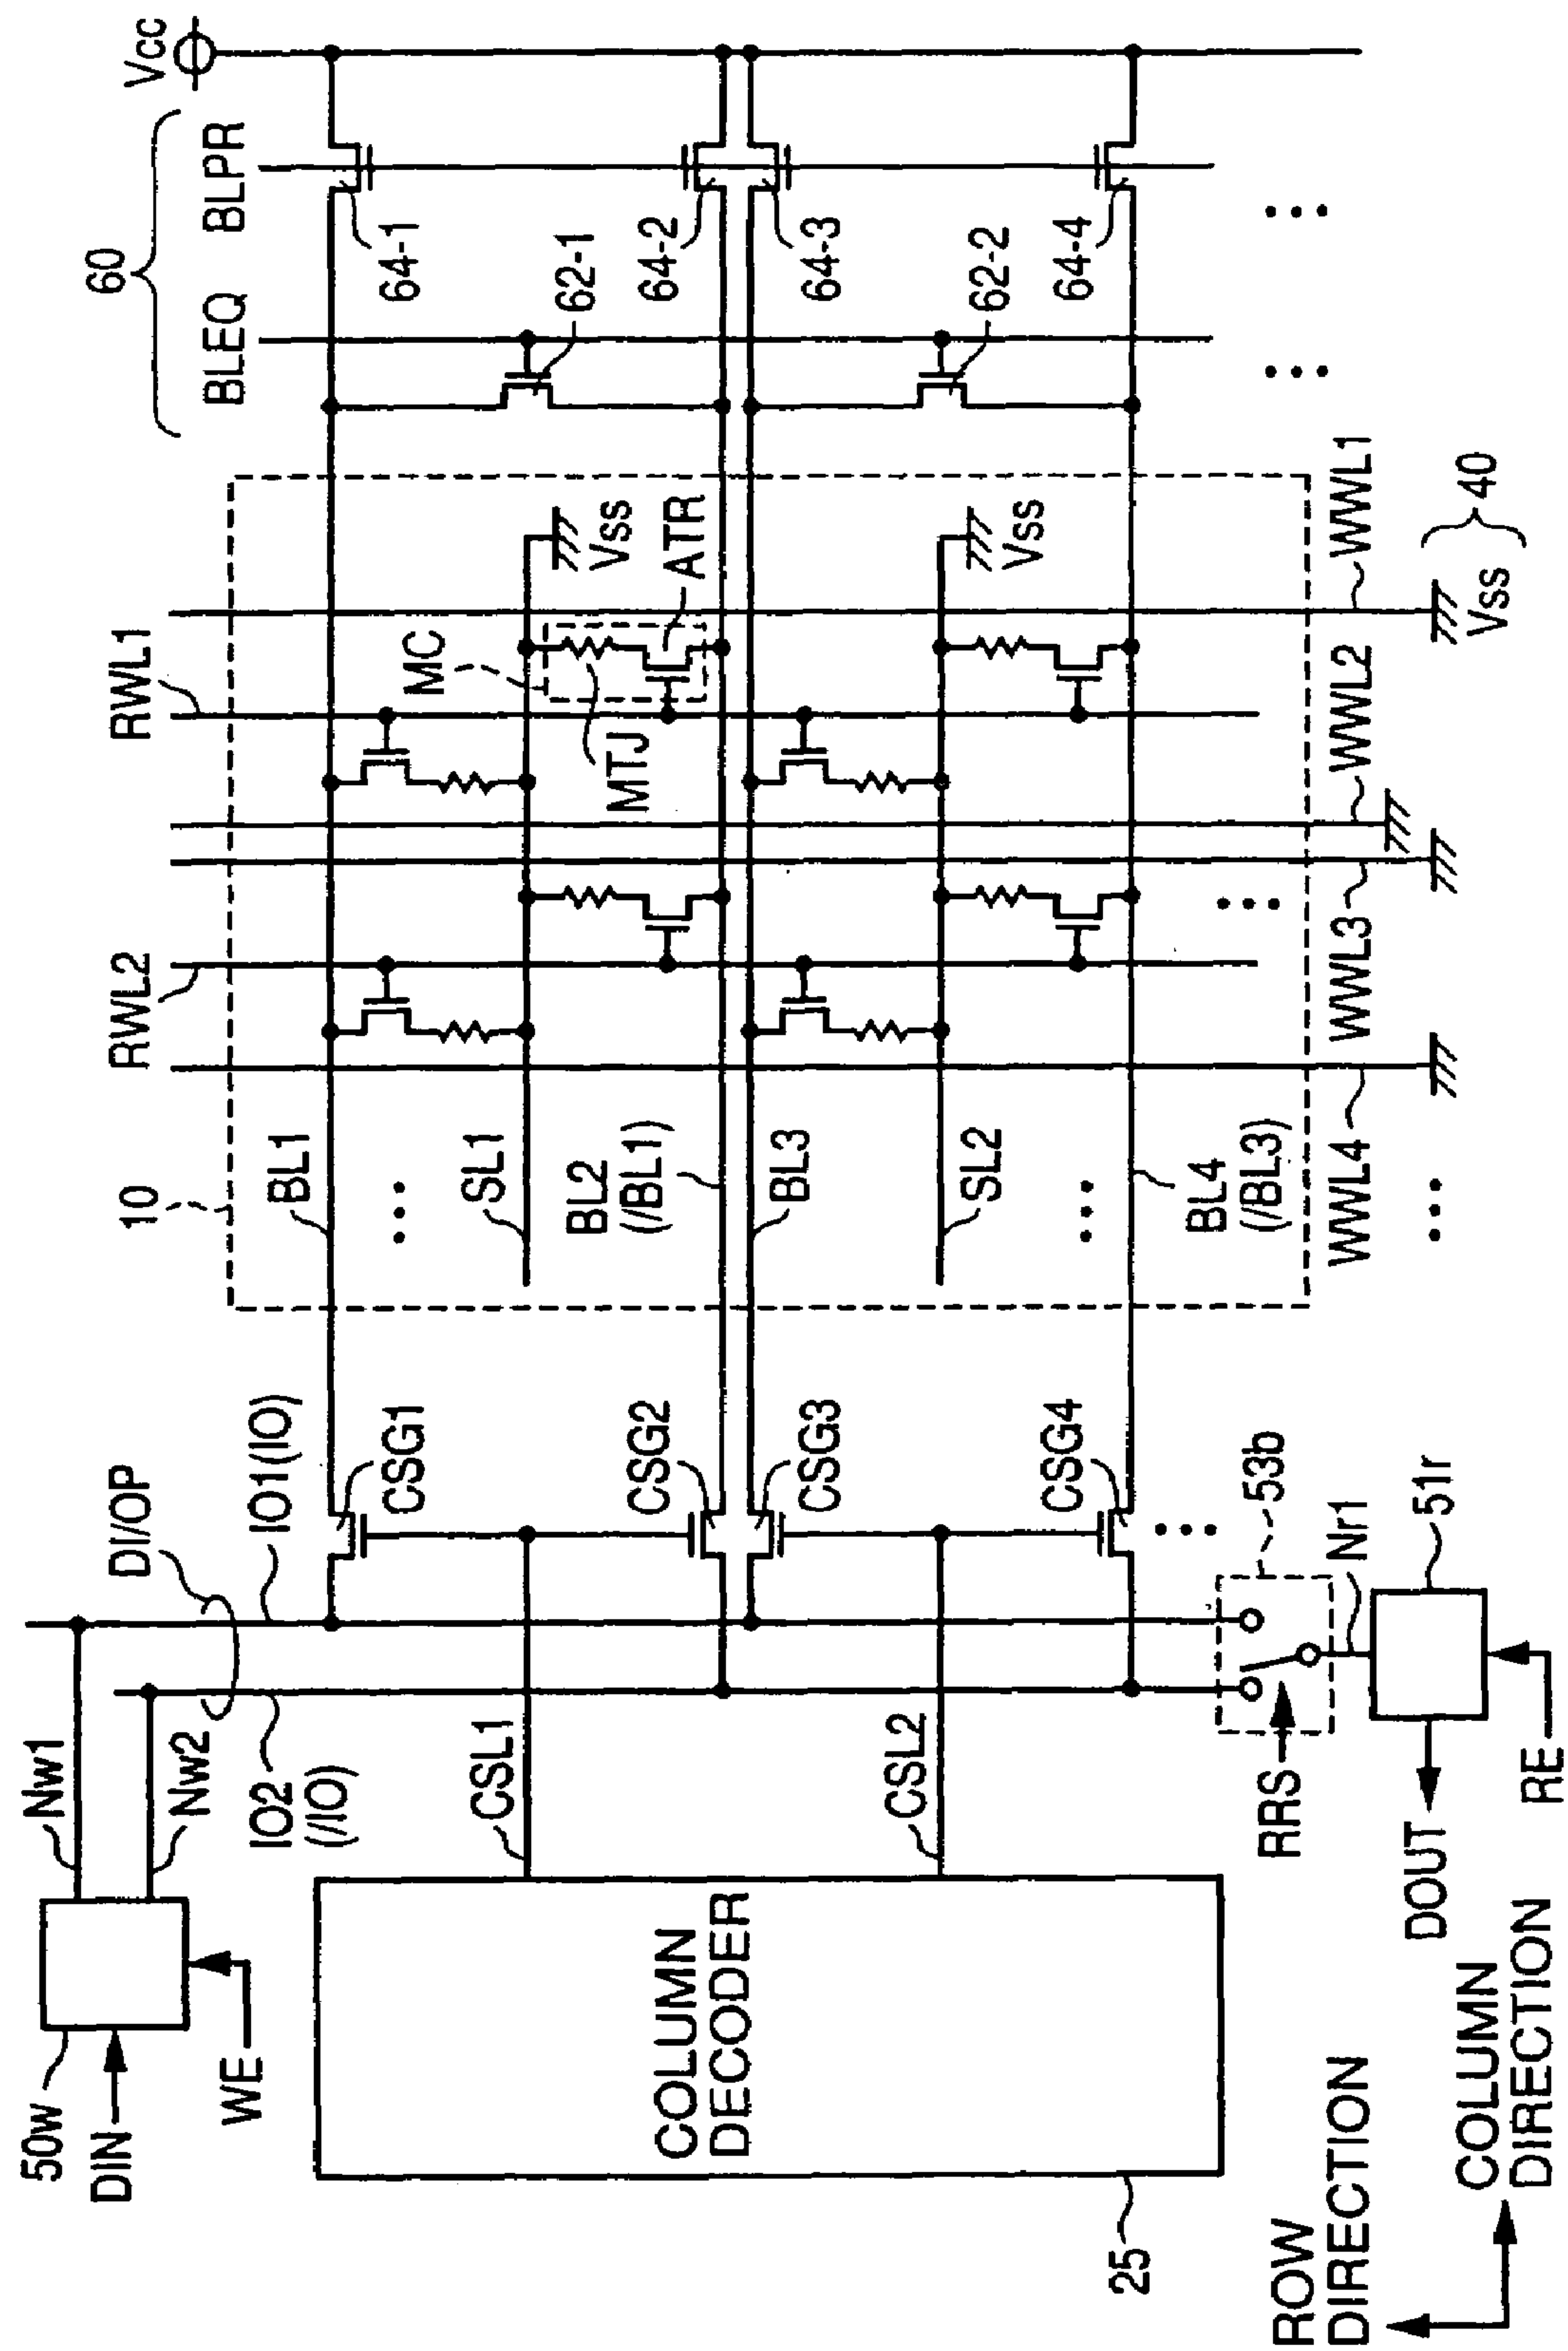 Vcc
60
BLEQ
BLPR
64-1
62-1
64-2
64-3
62-2
64-4
RWL1
RWL2
MC
MTJ
ATR
Vss
Vss
WWL1
WWL2
WWL3
WWL4
40
Vss
10
BL1
SL1
BL2
(/BL1)
BL3
SL2
BL4
(/BL3)
DI/OP
IO1(IO)
CSG1
CSG2
CSG3
CSG4
53b
Nr1
51r
Nw1
Nw2
IO2
(/IO)
CSL1
CSL2
RRS
DOUT
RE
50w
DIN
WE
COLUMN
DECODER
25
ROW
DIRECTION
COLUMN
DIRECTION